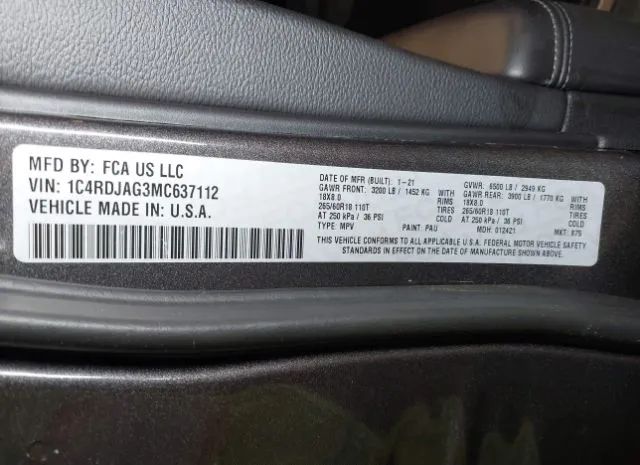 MFD BY: FCA US LLC
VIN: 1C4RDJAG3MC637112
VEHICLE MADE IN: U.S.A.
DATE OF MFR (BUILT): 1-21 GVWR: 6500 LB / 2949 KG
GAWR FRONT: 3200 LB / 1452 KG WITH GAWR REAR: 3900 LB / 1770 KG WITH
18X8.0 RIMS 18X8.0 RIMS
265/60R18 110T TIRES 265/60R18 110T TIRES
AT 250 kPa / 36 PSI COLD AT 250 kPa / 36 PSI COLD
TYPE: MPV PAINT: PAU MDH: 012421 MKT: 875
THIS VEHICLE CONFORMS TO ALL APPLICABLE U.S.A. FEDERAL MOTOR VEHICLE SAFETY
STANDARDS IN EFFECT ON THE DATE OF MANUFACTURE SHOWN ABOVE.